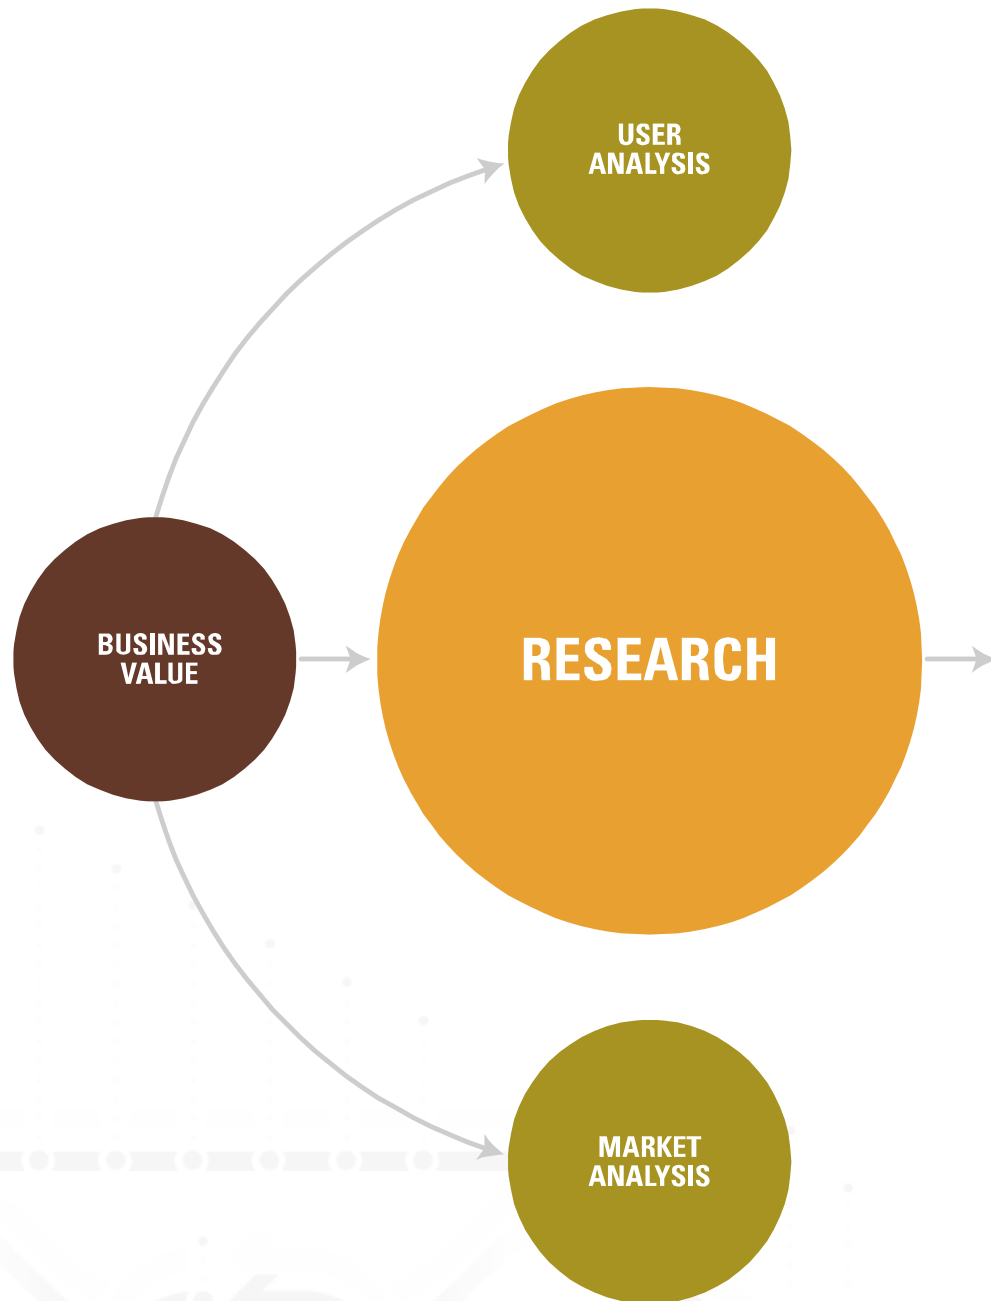 USER
ANALYSIS
BUSINESS
VALUE
RESEARCH
MARKET
ANALYSIS